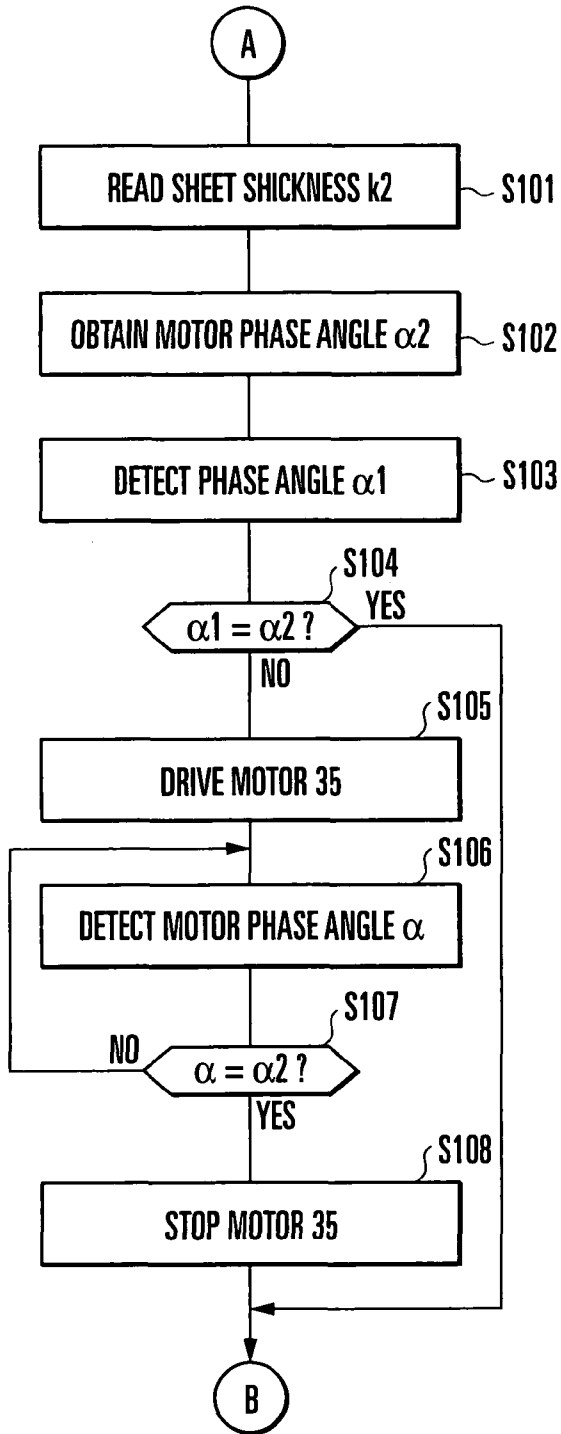 A
READ SHEET SHICKNESS k2
S101
OBTAIN MOTOR PHASE ANGLE α2
S102
DETECT PHASE ANGLE α1
S103
S104
α1 = α2 ?
YES
NO
S105
DRIVE MOTOR 35
S106
DETECT MOTOR PHASE ANGLE α
S107
NO
α = α2 ?
YES
S108
STOP MOTOR 35
B